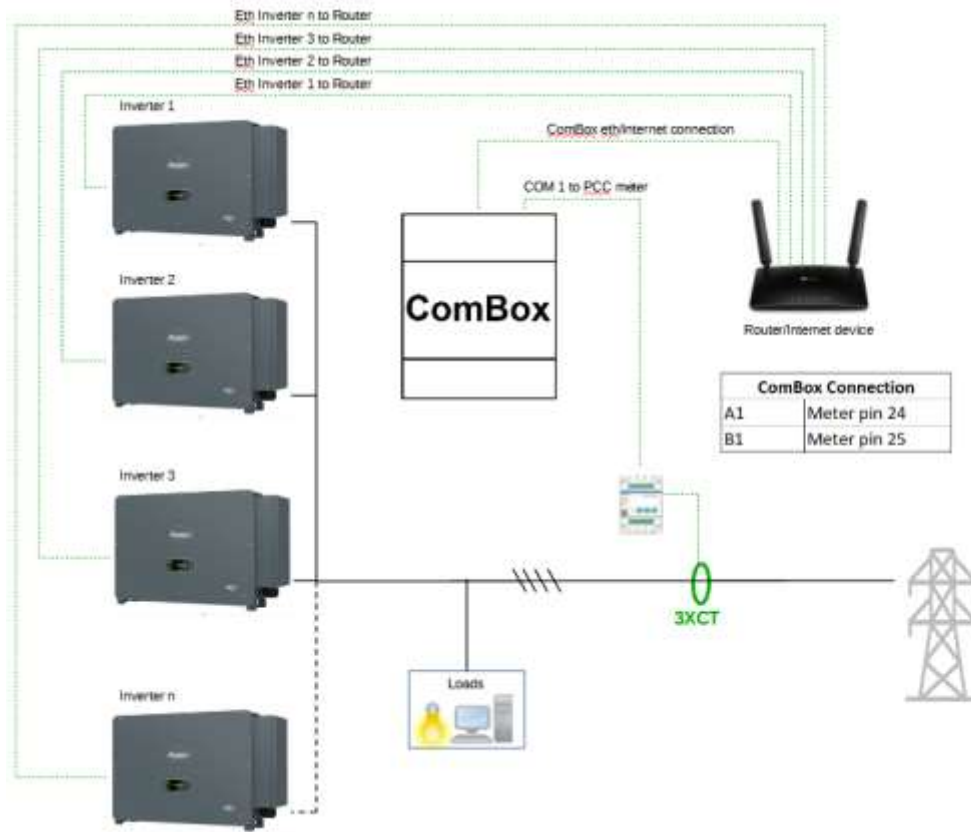 Eth Inverter n to Router
Eth Inverter 3 to Router
Eth Inverter 2 to Router
Eth Inverter 1 to Router
Inverter 1
ComBox eth/Internet connection
COM 1 to PCC meter
Inverter 2
ComBox
Router/Internet device
ComBox Connection
A1 Meter pin 24
B1 Meter pin 25
Inverter 3
3XCT
Loads
Inverter n